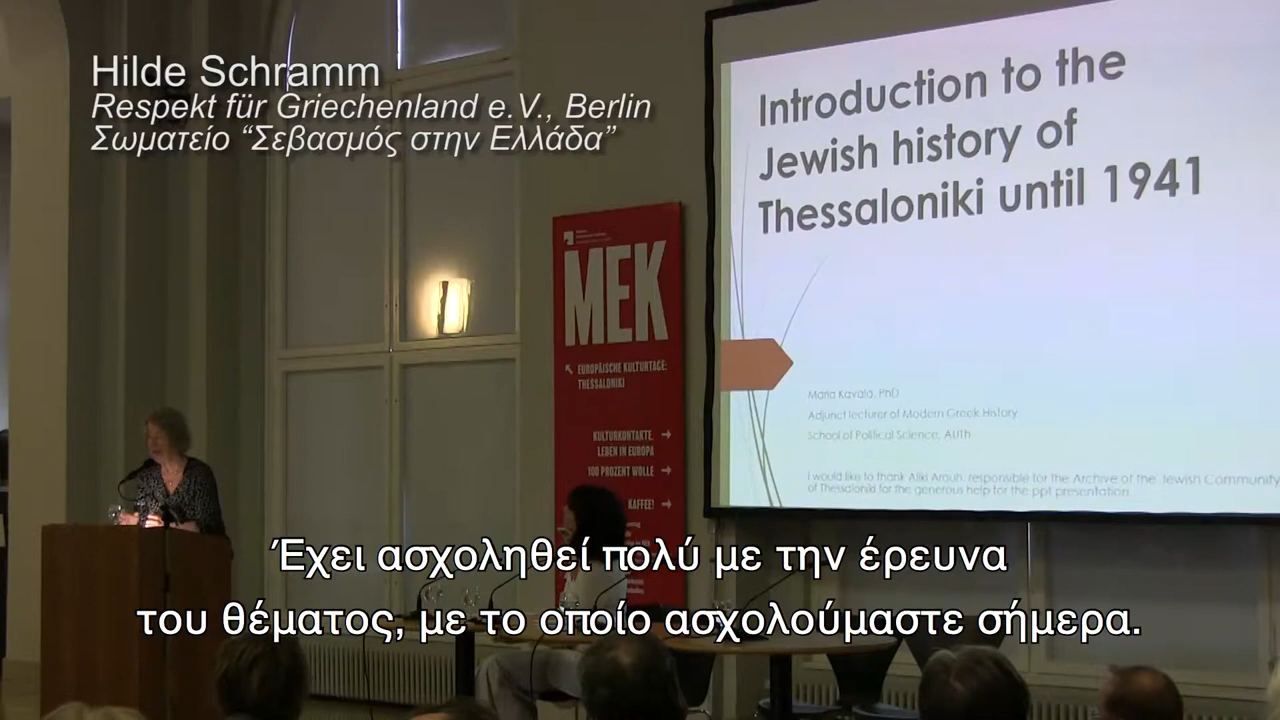 Hilde Schramm
Respekt für Griechenland e.V., Berlin
Σωματείο “Σεβασμός στην Ελλάδα”
Introduction to the
Jewish history of
Thessaloniki until 1941
Maria Kavala, PhD
Adjunct lecturer of Modern Greek History
School of Political Science, AUTh
I would like to thank Aliki Arouh, responsible for the Archive of the Jewish Community
of Thessaloniki for the generous help for the ppt presentation.
MEK
EUROPÄISCHE KULTURTAGE:
THESSALONIKI
KULTURKONTAKTE.
LEBEN IN EUROPA
100 PROZENT WOLLE
KAFFEE!
Έχει ασχοληθεί πολύ με την έρευνα
του θέματος, με το οποίο ασχολούμαστε σήμερα.